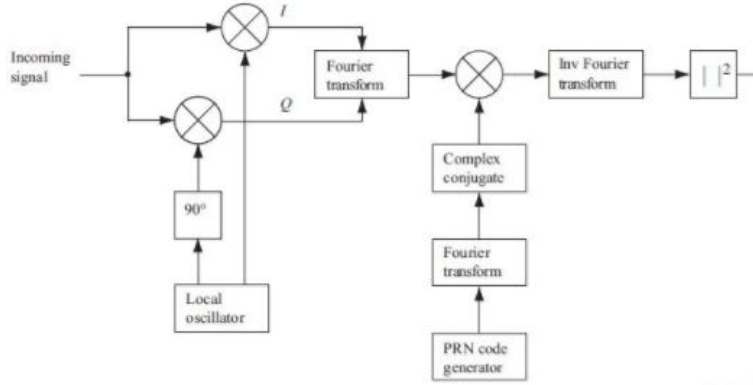 I
Incoming
signal
Fourier
transform
Inv Fourier
transform
| |²
Q
Complex
conjugate
90°
Fourier
transform
Local
oscillator
PRN code
generator